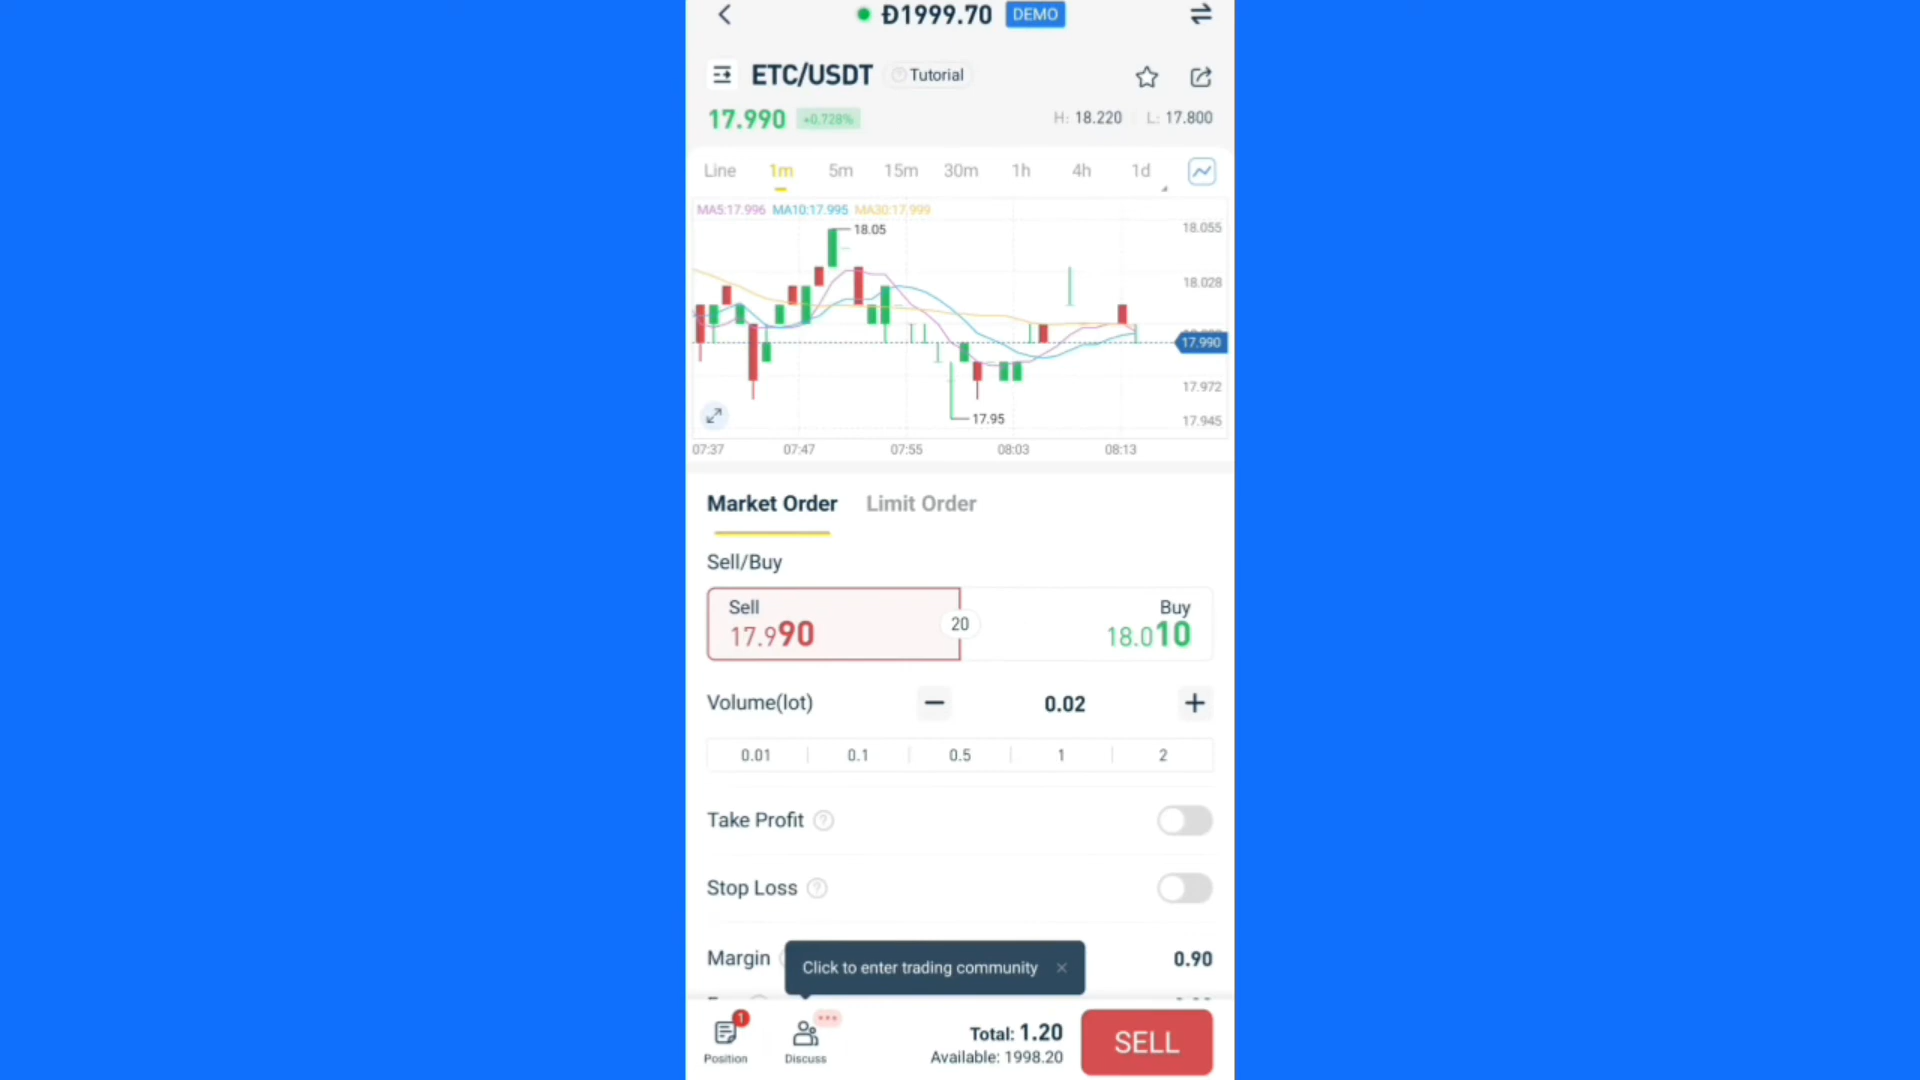 Ð1999.70 DEMO
ETC/USDT Tutorial
17.990 +0.728% H: 18.220 L: 17.800
Line 1m 5m 15m 30m 1h 4h 1d
MA5:17.996 MA10:17.995 MA30:17.999
18.05
18.055
18.028
17.990
17.972
17.95
17.945
07:37 07:47 07:55 08:03 08:13
Market Order Limit Order
Sell/Buy
Sell Buy
17.990 20 18.010
Volume(lot) 0.02
0.01 0.1 0.5 1 2
Take Profit ?
Stop Loss ?
Margin 0.90
Click to enter trading community
1
Total: 1.20
Available: 1998.20
SELL
Position Discuss